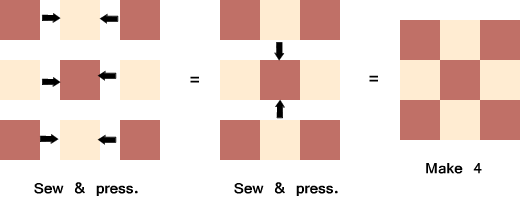 =
=
Make 4
Sew & press.
Sew & press.